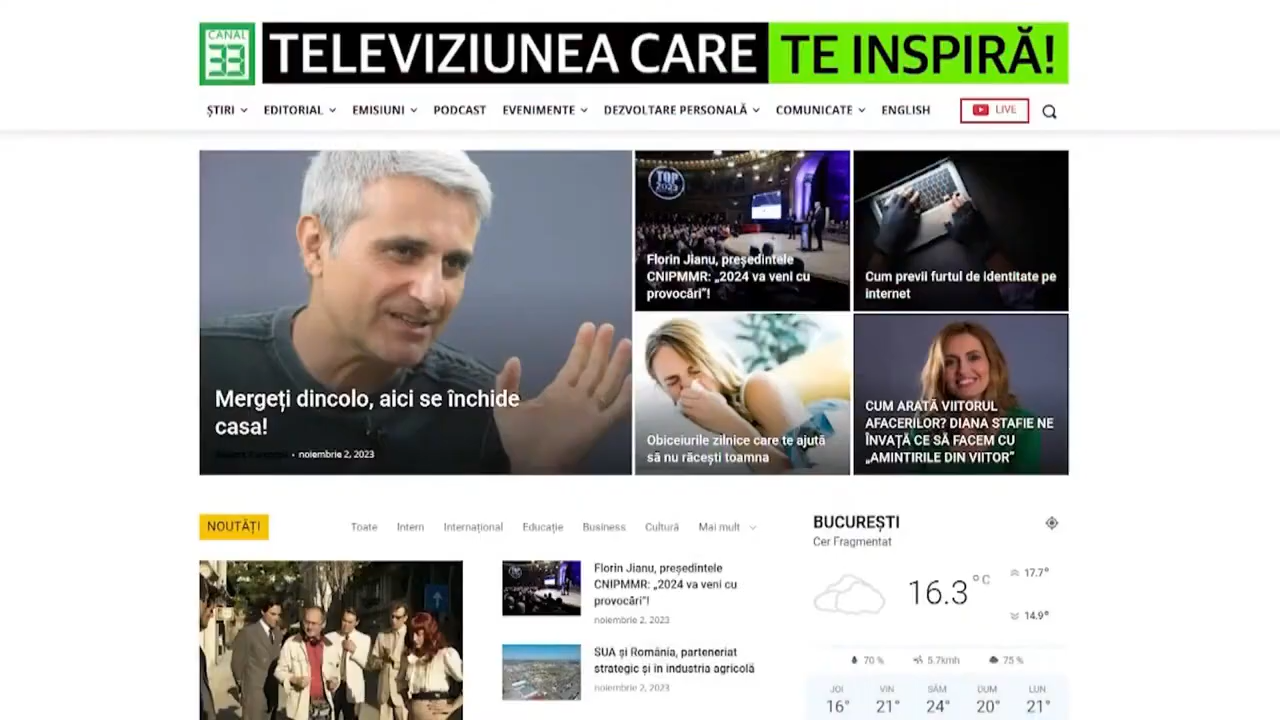 CANAL
33
TELEVIZIUNEA CARE TE INSPIRĂ!
ȘTIRI EDITORIAL EMISIUNI PODCAST EVENIMENTE DEZVOLTARE PERSONALĂ COMUNICATE ENGLISH LIVE
Mergeți dincolo, aici se închide
casa!
noiembrie 2, 2023
TOP
2023
Florin Jianu, președintele
CNIPMMR: „2024 va veni cu
provocări”!
Cum previi furtul de identitate pe
internet
Obiceiurile zilnice care te ajută
să nu răcești toamna
CUM ARATĂ VIITORUL
AFACERILOR? DIANA STAFIE NE
ÎNVAȚĂ CE SĂ FACEM CU
„AMINTIRILE DIN VIITOR”
NOUTĂȚI
Toate Intern Internațional Educație Business Cultură Mai mult
Florin Jianu, președintele
CNIPMMR: „2024 va veni cu
provocări”!
noiembrie 2, 2023
SUA și România, parteneriat
strategic și în industria agricolă
noiembrie 2, 2023
BUCUREȘTI
Cer Fragmentat
16.3 °C
17.7°
14.9°
70 % 5.7kmh 75 %
JOI VIN SÂM DUM LUN
16° 21° 24° 20° 21°